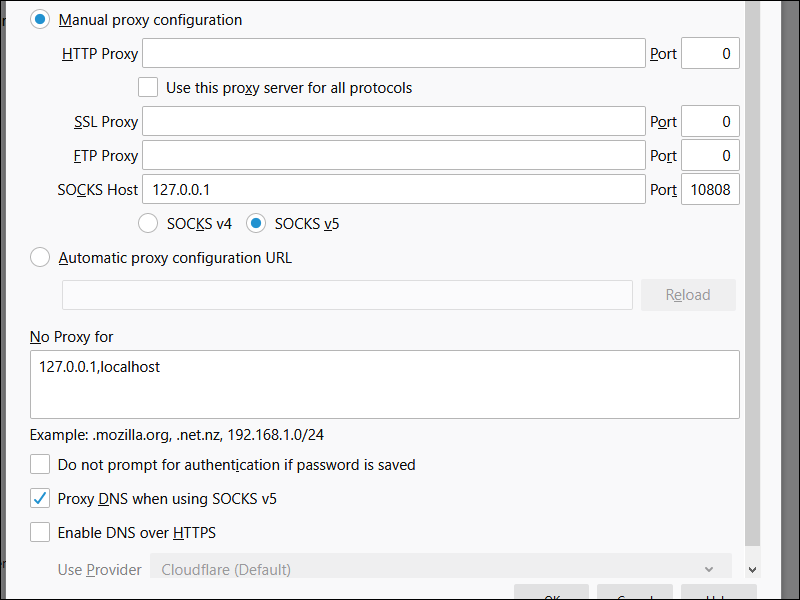 Manual proxy configuration
HTTP Proxy Port 0
Use this proxy server for all protocols
SSL Proxy Port 0
FTP Proxy Port 0
SOCKS Host 127.0.0.1 Port 10808
SOCKS v4 SOCKS v5
Automatic proxy configuration URL
Reload
No Proxy for
127.0.0.1,localhost
Example: .mozilla.org, .net.nz, 192.168.1.0/24
Do not prompt for authentication if password is saved
Proxy DNS when using SOCKS v5
Enable DNS over HTTPS
Use Provider Cloudflare (Default)